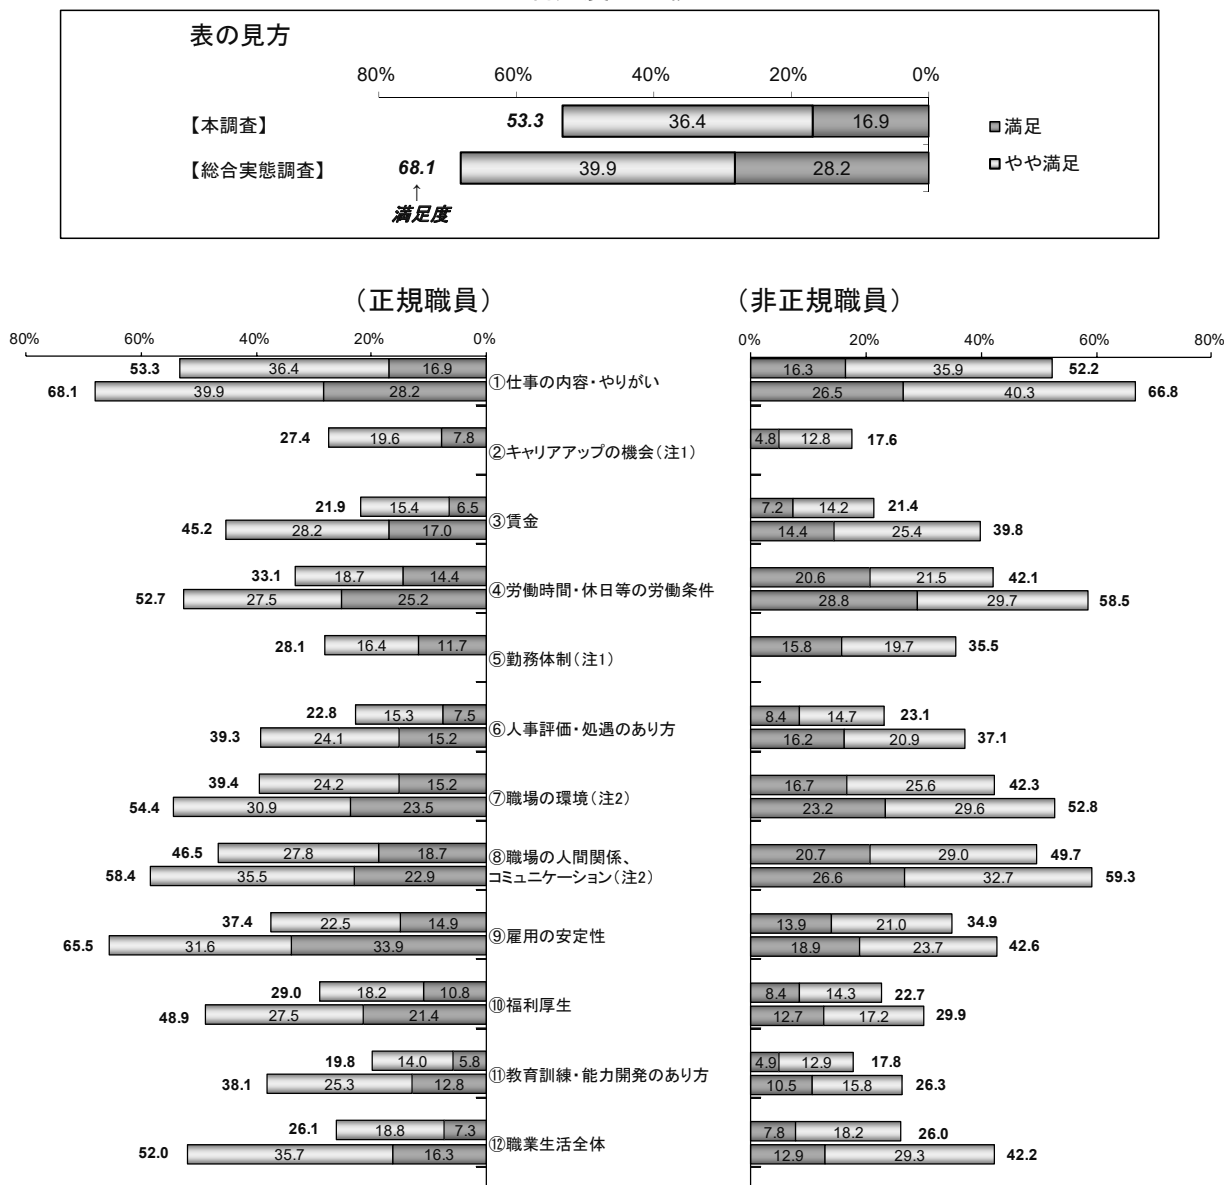 表の見方
80% 60% 40% 20% 0%
【本調査】 53.3 36.4 16.9 満足
【総合実態調査】 68.1 39.9 28.2 やや満足
↑
満足度
（正規職員） （非正規職員）
80% 60% 40% 20% 0% 0% 20% 40% 60% 80%
53.3 36.4 16.9 16.3 35.9 52.2
①仕事の内容・やりがい
68.1 39.9 28.2 26.5 40.3 66.8
27.4 19.6 7.8 4.8 12.8 17.6
②キャリアアップの機会（注1）
21.9 15.4 6.5 7.2 14.2 21.4
③賃金
45.2 28.2 17.0 14.4 25.4 39.8
33.1 18.7 14.4 20.6 21.5 42.1
④労働時間・休日等の労働条件
52.7 27.5 25.2 28.8 29.7 58.5
28.1 16.4 11.7 15.8 19.7 35.5
⑤勤務体制（注1）
22.8 15.3 7.5 8.4 14.7 23.1
⑥人事評価・処遇のあり方
39.3 24.1 15.2 16.2 20.9 37.1
39.4 24.2 15.2 16.7 25.6 42.3
⑦職場の環境（注2）
54.4 30.9 23.5 23.2 29.6 52.8
46.5 27.8 18.7 20.7 29.0 49.7
⑧職場の人間関係、
コミュニケーション（注2）
58.4 35.5 22.9 26.6 32.7 59.3
37.4 22.5 14.9 13.9 21.0 34.9
⑨雇用の安定性
65.5 31.6 33.9 18.9 23.7 42.6
29.0 18.2 10.8 8.4 14.3 22.7
⑩福利厚生
48.9 27.5 21.4 12.7 17.2 29.9
19.8 14.0 5.8 4.9 12.9 17.8
⑪教育訓練・能力開発のあり方
38.1 25.3 12.8 10.5 15.8 26.3
26.1 18.8 7.3 7.8 18.2 26.0
⑫職業生活全体
52.0 35.7 16.3 12.9 29.3 42.2